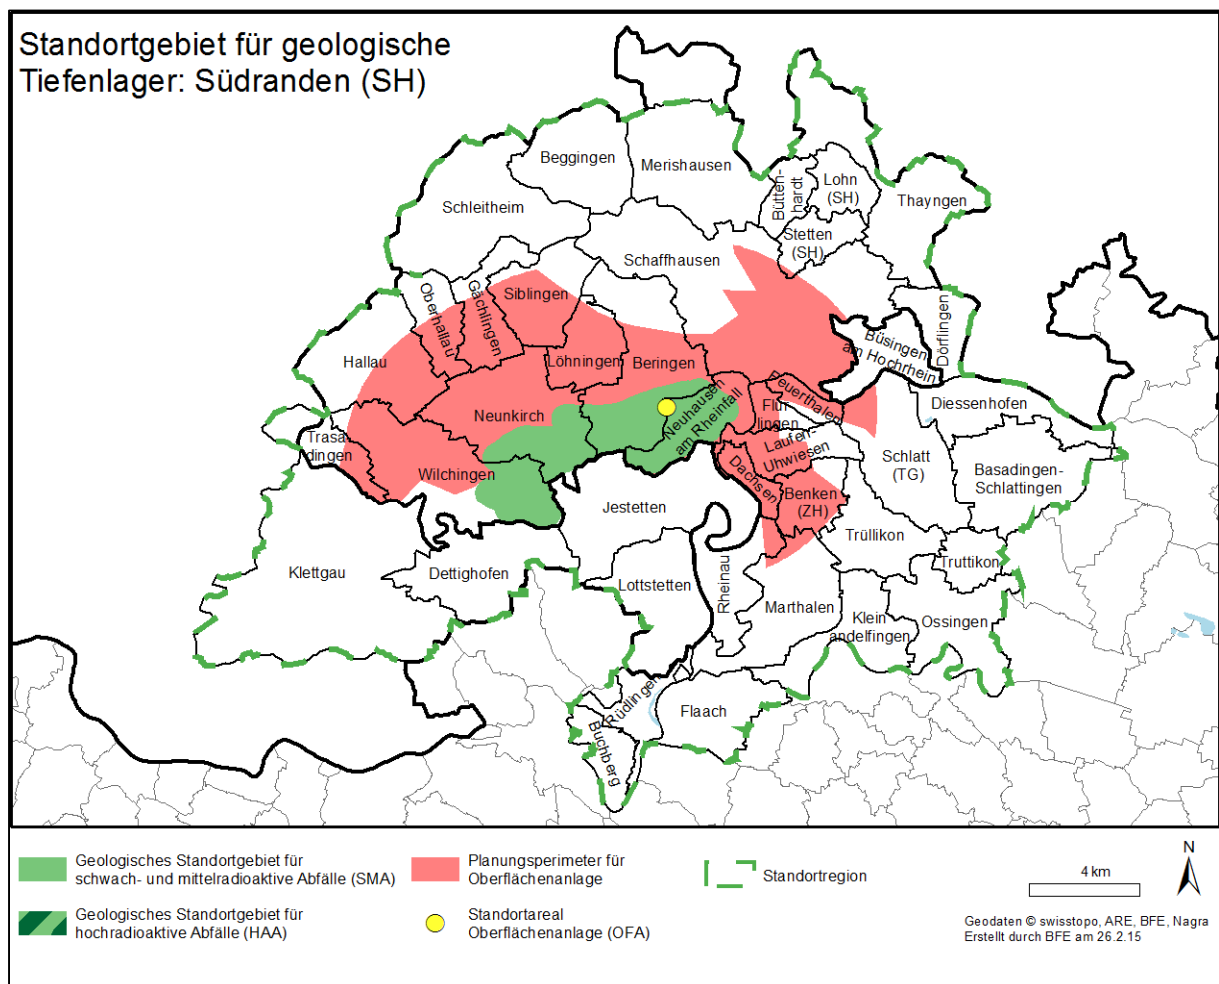 Standortgebiet für geologische
Tiefenlager: Südranden (SH)
Beggingen
Merishausen
Bütten-
hardt
Lohn
(SH)
Thayngen
Schleitheim
Stetten
(SH)
Schaffhausen
Oberhallau
Gächlingen
Siblingen
Dörflingen
Büsingen
am Hochrhein
Hallau
Löhningen
Beringen
Feuerthalen
Diessenhofen
Neunkirch
Neuhausen
am Rheinfall
Flur
lingen
Trasa
dingen
Laufen-
Uhwiesen
Schlatt
(TG)
Basadingen-
Schlattingen
Wilchingen
Dachsen
Benken
(ZH)
Jestetten
Trüllikon
Truttikon
Klettgau
Dettighofen
Lottstetten
Rheinau
Marthalen
Klein
andelfingen
Ossingen
Rüdlingen
Flaach
Buchberg
Geologisches Standortgebiet für
schwach- und mittelradioaktive Abfälle (SMA)
Geologisches Standortgebiet für
hochradioaktive Abfälle (HAA)
Planungsperimeter für
Oberflächenanlage
Standortareal
Oberflächenanlage (OFA)
Standortregion
4 km
N
Geodaten © swisstopo, ARE, BFE, Nagra
Erstellt durch BFE am 26.2.15